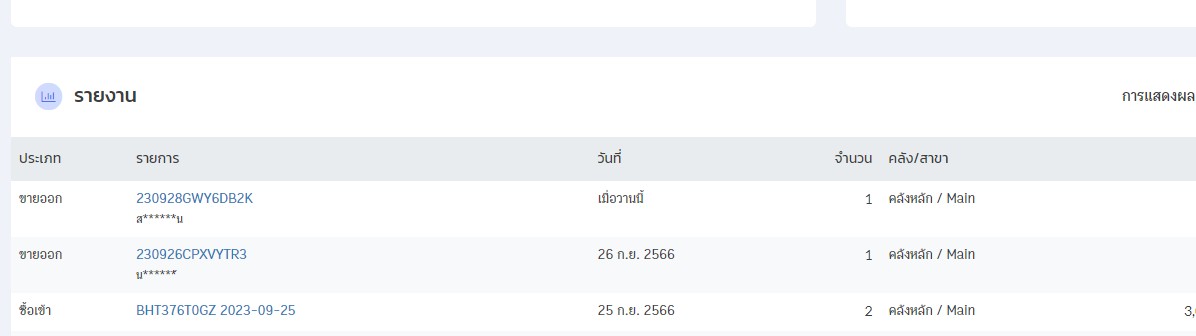 รายงาน การแสดงผล
ประเภท รายการ วันที่ จำนวน คลัง/สาขา
ขายออก 230928GWY6DB2K เมื่อวานนี้ 1 คลังหลัก / Main
ส******น
ขายออก 230926CPXVYTR3 26 ก.ย. 2566 1 คลังหลัก / Main
น******ั
ซื้อเข้า BHT376T0GZ 2023-09-25 25 ก.ย. 2566 2 คลังหลัก / Main 3,